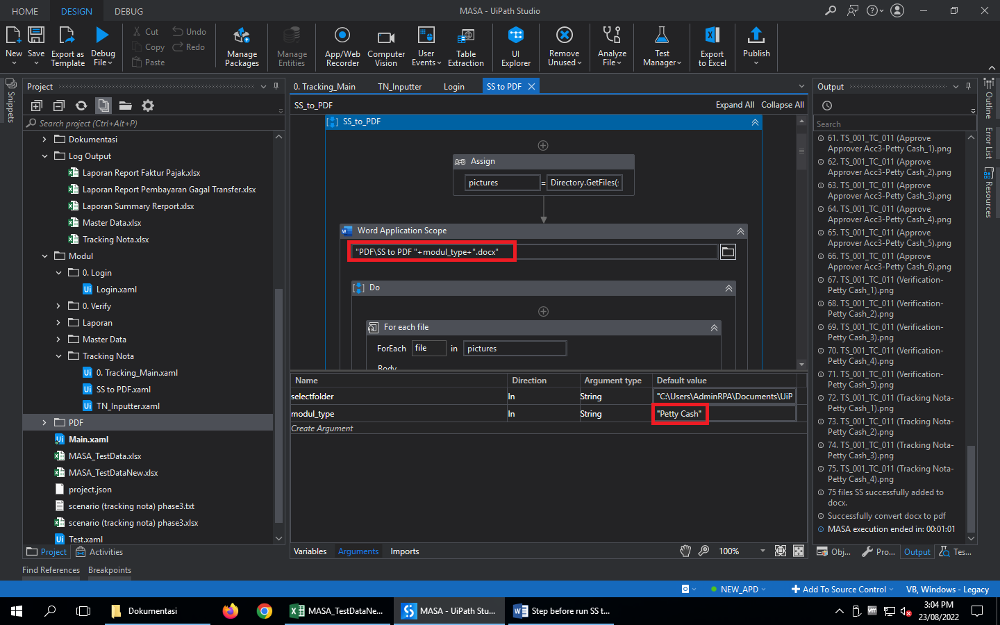 HOME DESIGN DEBUG
MASA - UiPath Studio
New
Save
Export as Template
Debug File
Cut
Copy
Paste
Undo
Redo
Manage Packages
Manage Entities
App/Web Recorder
Computer Vision
User Events
Table Extraction
UI Explorer
Remove Unused
Analyze File
Test Manager
Export to Excel
Publish
Snippets
Project
Search project (Ctrl+Alt+P)
Dokumentasi
Log Output
Laporan Report Faktur Pajak.xlsx
Laporan Report Pembayaran Gagal Transfer.xlsx
Laporan Summary Rerport.xlsx
Master Data.xlsx
Tracking Nota.xlsx
Modul
0. Login
Login.xaml
0. Verify
Laporan
Master Data
Tracking Nota
0. Tracking_Main.xaml
SS to PDF.xaml
TN_Inputter.xaml
PDF
Main.xaml
MASA_TestData.xlsx
MASA_TestDataNew.xlsx
project.json
scenario (tracking nota) phase3.txt
scenario (tracking nota) phase3.xlsx
Test.xaml
Project
Activities
Find References Breakpoints
0. Tracking_Main TN_Inputter Login SS to PDF
SS_to_PDF
Expand All Collapse All
SS_to_PDF
Assign
pictures = Directory.GetFiles(
Word Application Scope
"PDF\SS to PDF "+modul_type+".docx"
Do
For each file
ForEach file in pictures
Body
Name Direction Argument type Default value
selectfolder In String "C:\Users\AdminRPA\Documents\UiP
modul_type In String "Petty Cash"
Create Argument
Variables Arguments Imports
100%
Output
Search
61. TS_001_TC_011 (Approve Approver Acc3-Petty Cash_1).png
62. TS_001_TC_011 (Approve Approver Acc3-Petty Cash_2).png
63. TS_001_TC_011 (Approve Approver Acc3-Petty Cash_3).png
64. TS_001_TC_011 (Approve Approver Acc3-Petty Cash_4).png
65. TS_001_TC_011 (Approve Approver Acc3-Petty Cash_5).png
66. TS_001_TC_011 (Approve Approver Acc3-Petty Cash_6).png
67. TS_001_TC_011 (Verification-Petty Cash_1).png
68. TS_001_TC_011 (Verification-Petty Cash_2).png
69. TS_001_TC_011 (Verification-Petty Cash_3).png
70. TS_001_TC_011 (Verification-Petty Cash_4).png
71. TS_001_TC_011 (Verification-Petty Cash_5).png
72. TS_001_TC_011 (Tracking Nota-Petty Cash_1).png
73. TS_001_TC_011 (Tracking Nota-Petty Cash_2).png
74. TS_001_TC_011 (Tracking Nota-Petty Cash_3).png
75. TS_001_TC_011 (Tracking Nota-Petty Cash_4).png
75 files SS successfully added to docx.
Successfully convert docx to pdf
MASA execution ended in: 00:01:01
Obj... Pro... Output Tes...
Outline
Error List
Resources
NEW_APD
Add To Source Control
VB, Windows - Legacy
Dokumentasi
MASA_TestDataNe...
MASA - UiPath Stu...
Step before run SS t...
vm
3:04 PM
23/08/2022